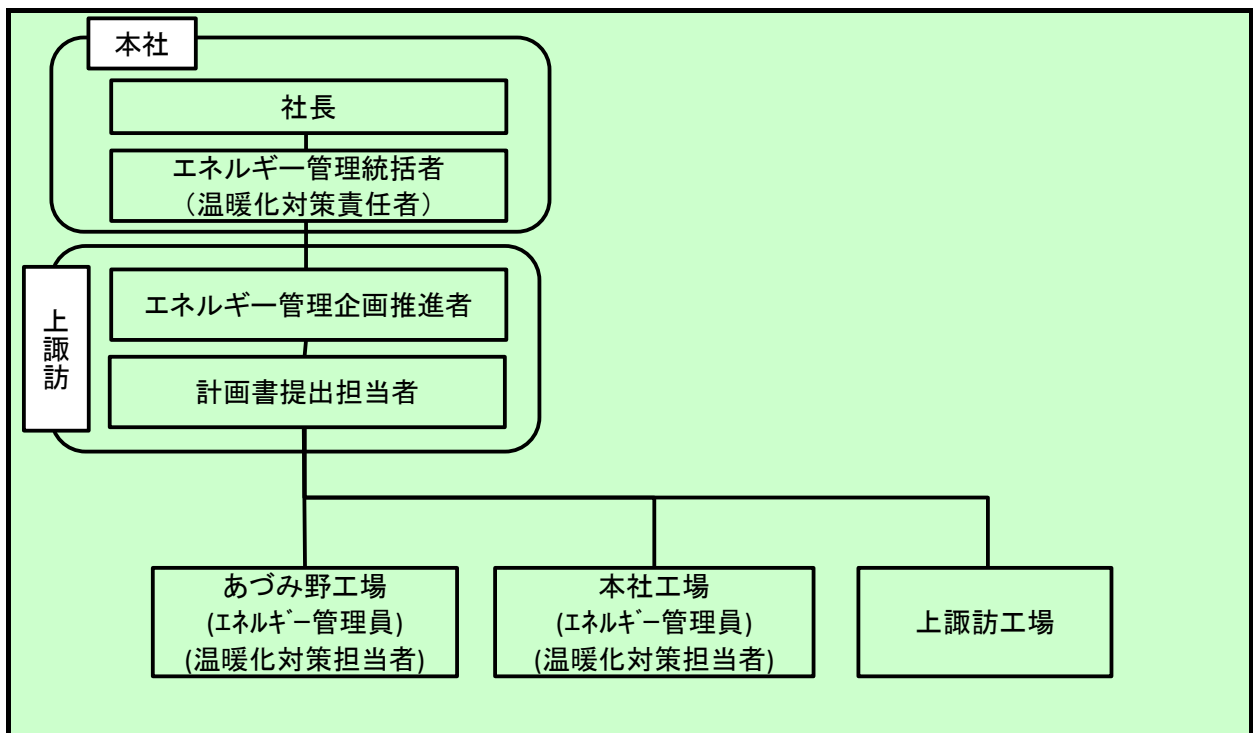 本社
社長
エネルギー管理統括者
（温暖化対策責任者）
上諏訪
エネルギー管理企画推進者
計画書提出担当者
あづみ野工場
(ｴﾈﾙｷﾞｰ管理員)
(温暖化対策担当者)
本社工場
(ｴﾈﾙｷﾞｰ管理員)
(温暖化対策担当者)
上諏訪工場